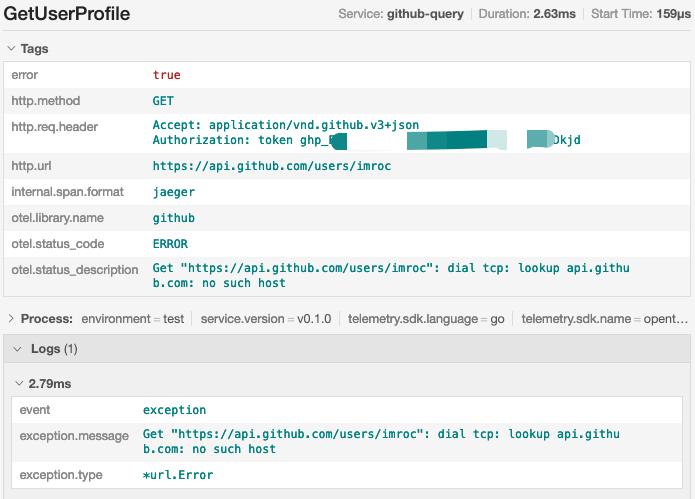 GetUserProfile Service: github-query Duration: 2.63ms Start Time: 159μs
Tags
error true
http.method GET
http.req.header Accept: application/vnd.github.v3+json
Authorization: token ghp_ Dkjd
http.url https://api.github.com/users/imroc
internal.span.format jaeger
otel.library.name github
otel.status_code ERROR
otel.status_description Get "https://api.github.com/users/imroc": dial tcp: lookup api.githu
b.com: no such host
Process: environment = test service.version = v0.1.0 telemetry.sdk.language = go telemetry.sdk.name = opent...
Logs (1)
2.79ms
event exception
exception.message Get "https://api.github.com/users/imroc": dial tcp: lookup api.githu
b.com: no such host
exception.type *url.Error